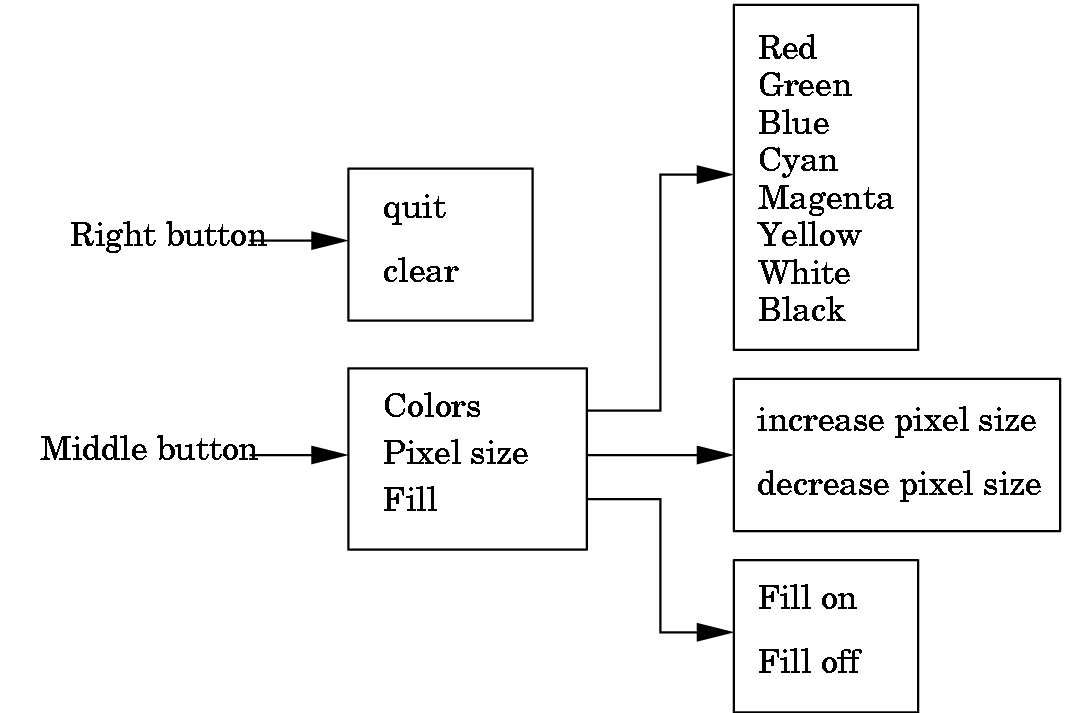 Right button
quit
clear
Middle button
Colors
Pixel size
Fill
Red
Green
Blue
Cyan
Magenta
Yellow
White
Black
increase pixel size
decrease pixel size
Fill on
Fill off